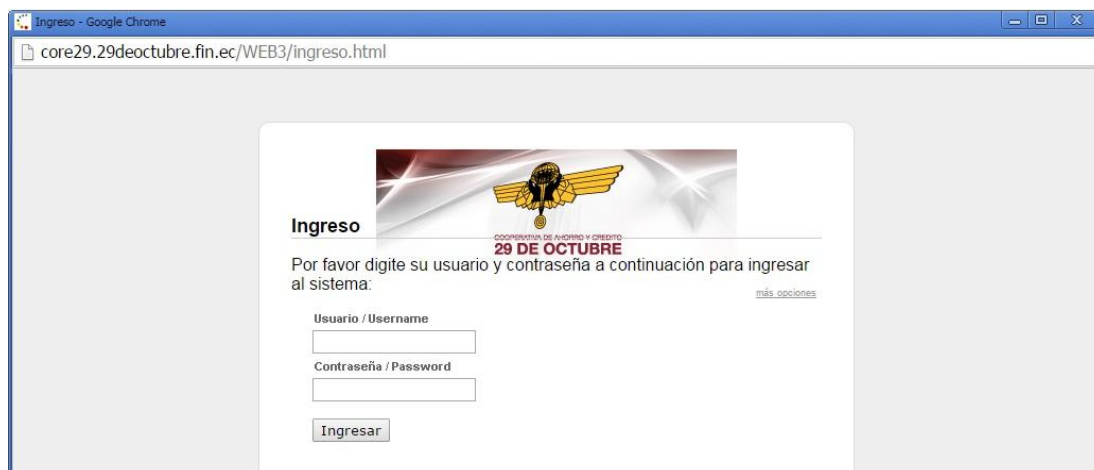 Ingreso - Google Chrome
core29.29deoctubre.fin.ec/WEB3/ingreso.html
COOPERATIVA DE AHORRO Y CREDITO
29 DE OCTUBRE
Ingreso
Por favor digite su usuario y contraseña a continuación para ingresar
al sistema:
más opciones
Usuario / Username
Contraseña / Password
Ingresar